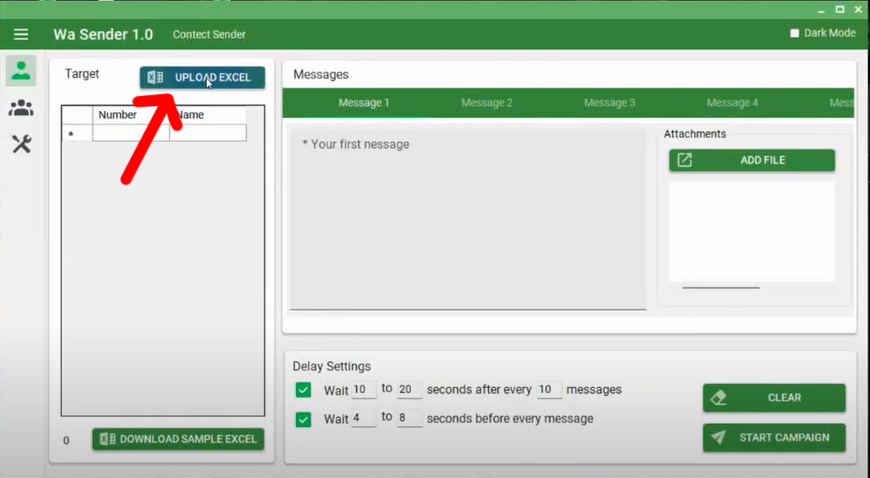 Wa Sender 1.0
Contect Sender
Dark Mode
Target
UPLOAD EXCEL
Number Name
0
DOWNLOAD SAMPLE EXCEL
Messages
Message 1 Message 2 Message 3 Message 4 Mess
* Your first nessage
Attachments
ADD FILE
Delay Settings
Wait 10 to 20 seconds after every 10 messages
Wait 4 to 8 seconds before every message
CLEAR
START CAMPAIGN